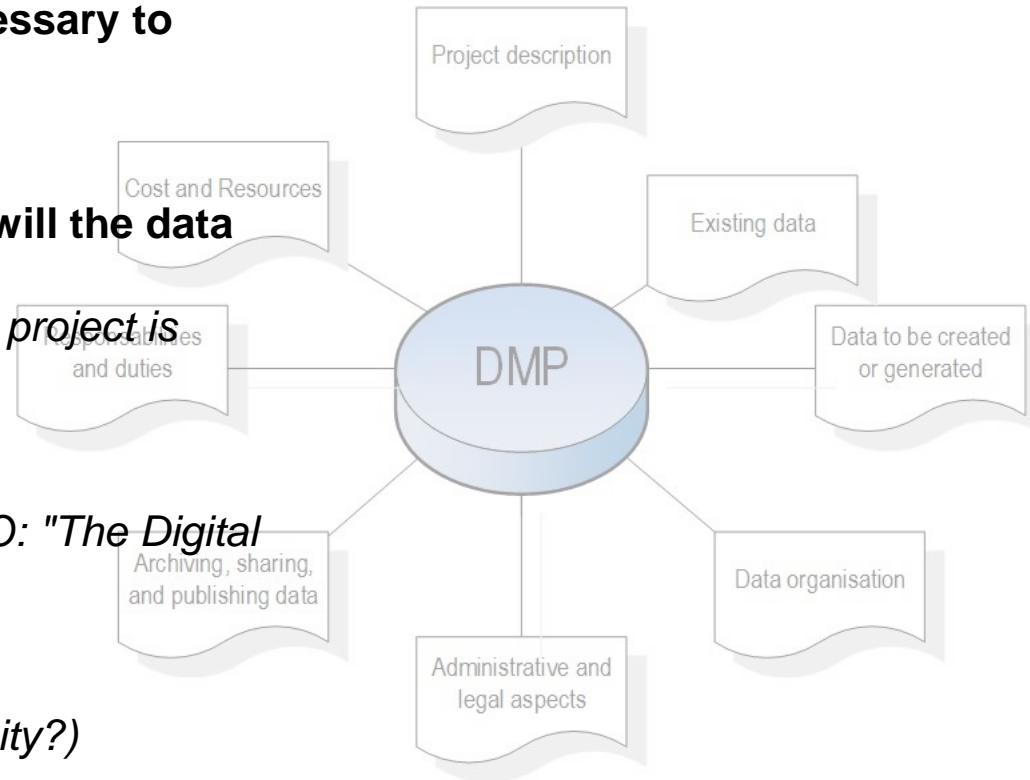 essary to
Project description
Cost and Resources
will the data
Existing data
project is
Responsabilities
and duties
DMP
Data to be created
or generated
O: "The Digital
Archiving, sharing,
and publishing data
Data organisation
Administrative and
legal aspects
ity?)